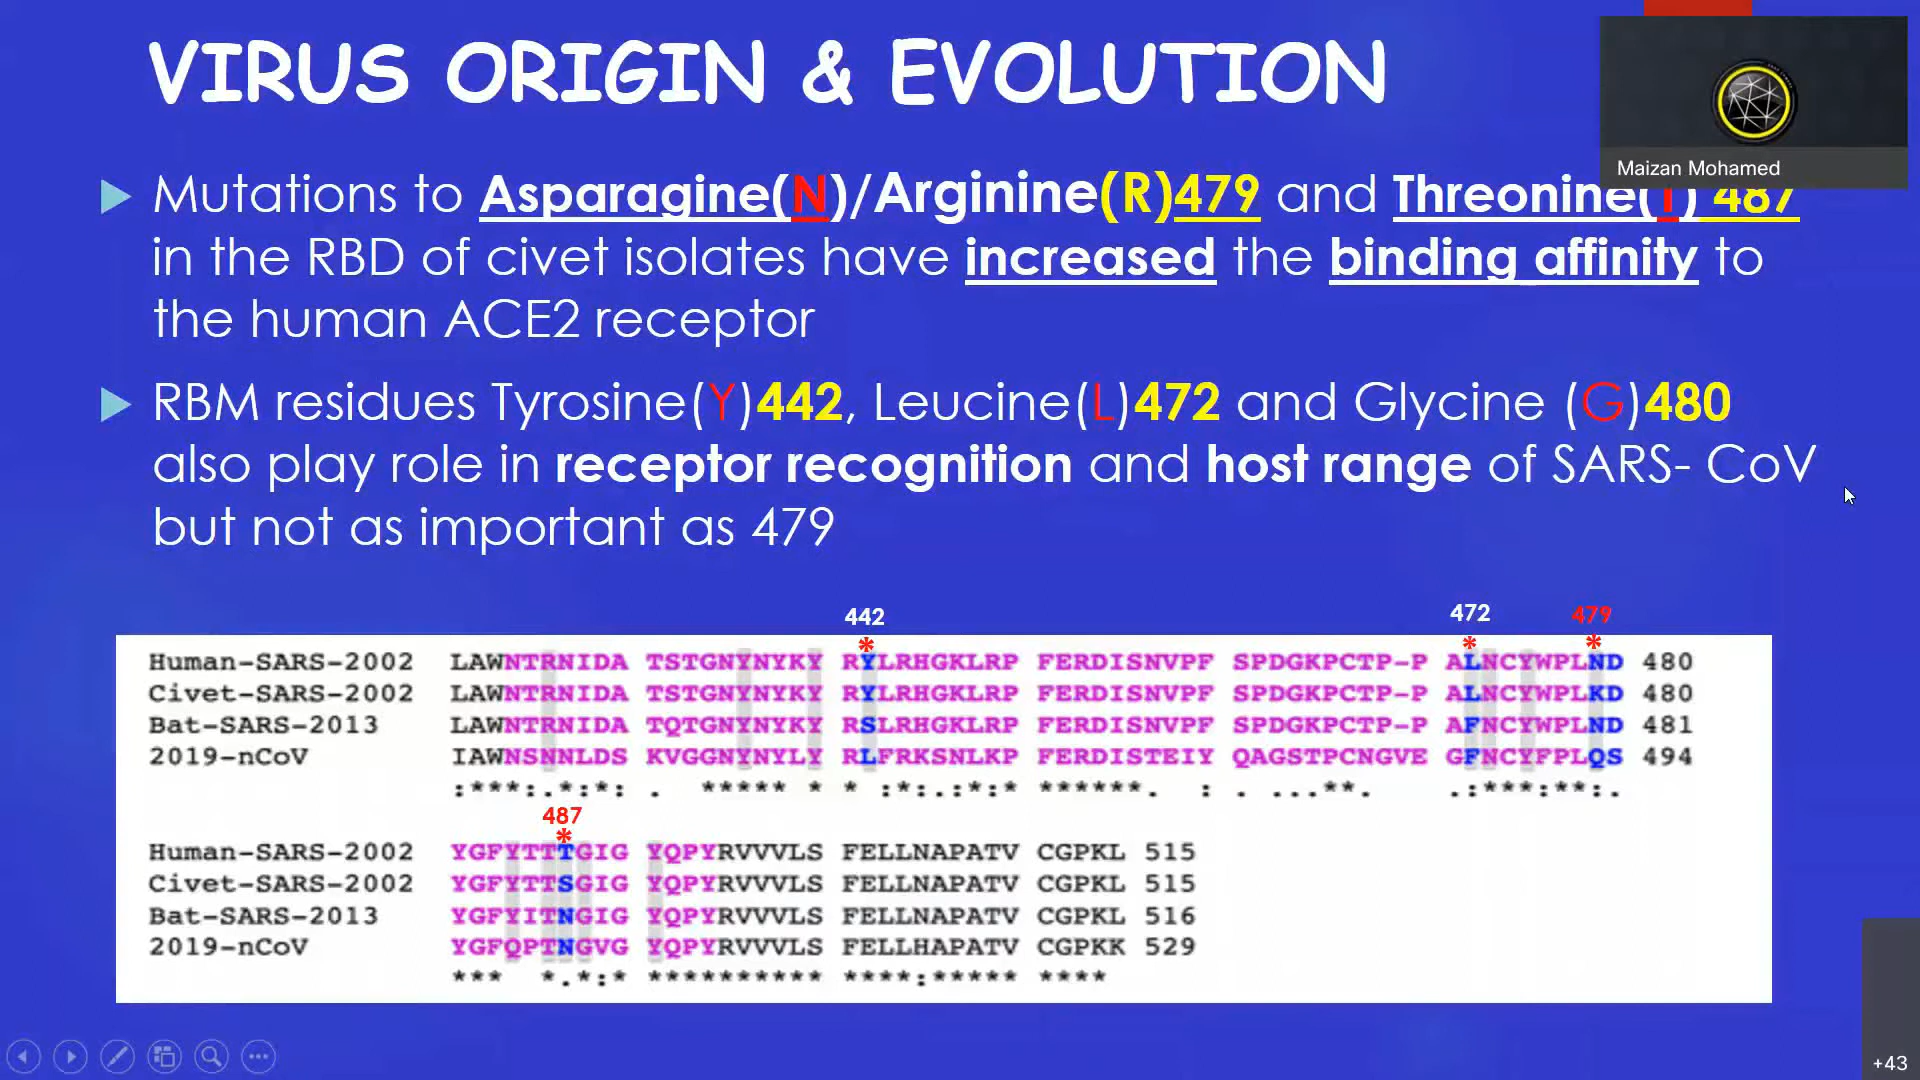 VIRUS ORIGIN & EVOLUTION
Maizan Mohamed
Mutations to Asparagine(N)/Arginine(R)479 and Threonine(T) 487
in the RBD of civet isolates have increased the binding affinity to
the human ACE2 receptor
RBM residues Tyrosine(Y)442, Leucine(L)472 and Glycine (G)480
also play role in receptor recognition and host range of SARS- CoV
but not as important as 479
442 472 479
* * *
Human-SARS-2002 LAWNTRNIDA TSTGNYNYKY RYLRHGKLRP FERDISNVPF SPDGKPCTP-P ALNCYWPLND 480
Civet-SARS-2002 LAWNTRNIDA TSTGNYNYKY RYLRHGKLRP FERDISNVPF SPDGKPCTP-P ALNCYWPLKD 480
Bat-SARS-2013 LAWNTRNIDA TQTGNYNYKY RSLRHGKLRP FERDISNVPF SPDGKPCTP-P AFNCYWPLND 481
2019-nCoV IAWNSNNLDS KVGGNYNYLY RLFRKSNLKP FERDISTEIY QAGSTPCNGVEG GFNCYFPLQS 494
:***:.*:*: . ***** * * :*:.:*:* ******. : . ...**. .:***:**:.
487
*
Human-SARS-2002 YGFYTTTGIG YQPYRVVVLS FELLNAPATV CGPKL 515
Civet-SARS-2002 YGFYTTSGIG YQPYRVVVLS FELLNAPATV CGPKL 515
Bat-SARS-2013 YGFYITNGIG YQPYRVVVLS FELLNAPATV CGPKL 516
2019-nCoV YGFQPTNGVG YQPYRVVVLS FELLHAPATV CGPKK 529
*** *.*:* ********** ****:***** ****
+43